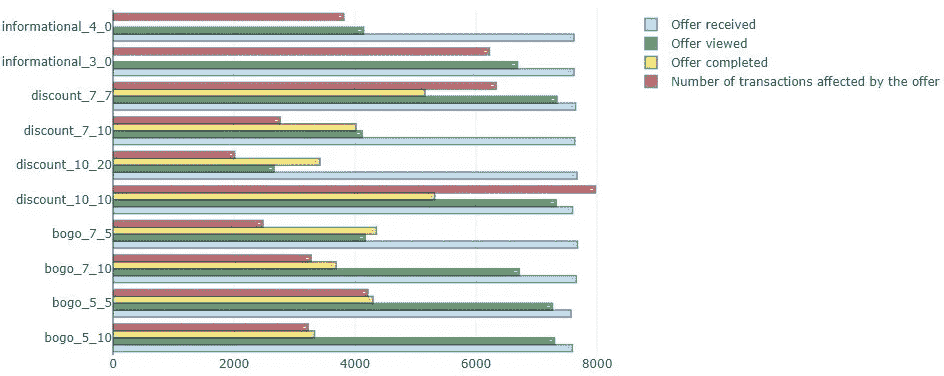 informational_4_0
informational_3_0
discount_7_7
discount_7_10
discount_10_20
discount_10_10
bogo_7_5
bogo_7_10
bogo_5_5
bogo_5_10
0 2000 4000 6000 8000
Offer received
Offer viewed
Offer completed
Number of transactions affected by the offer